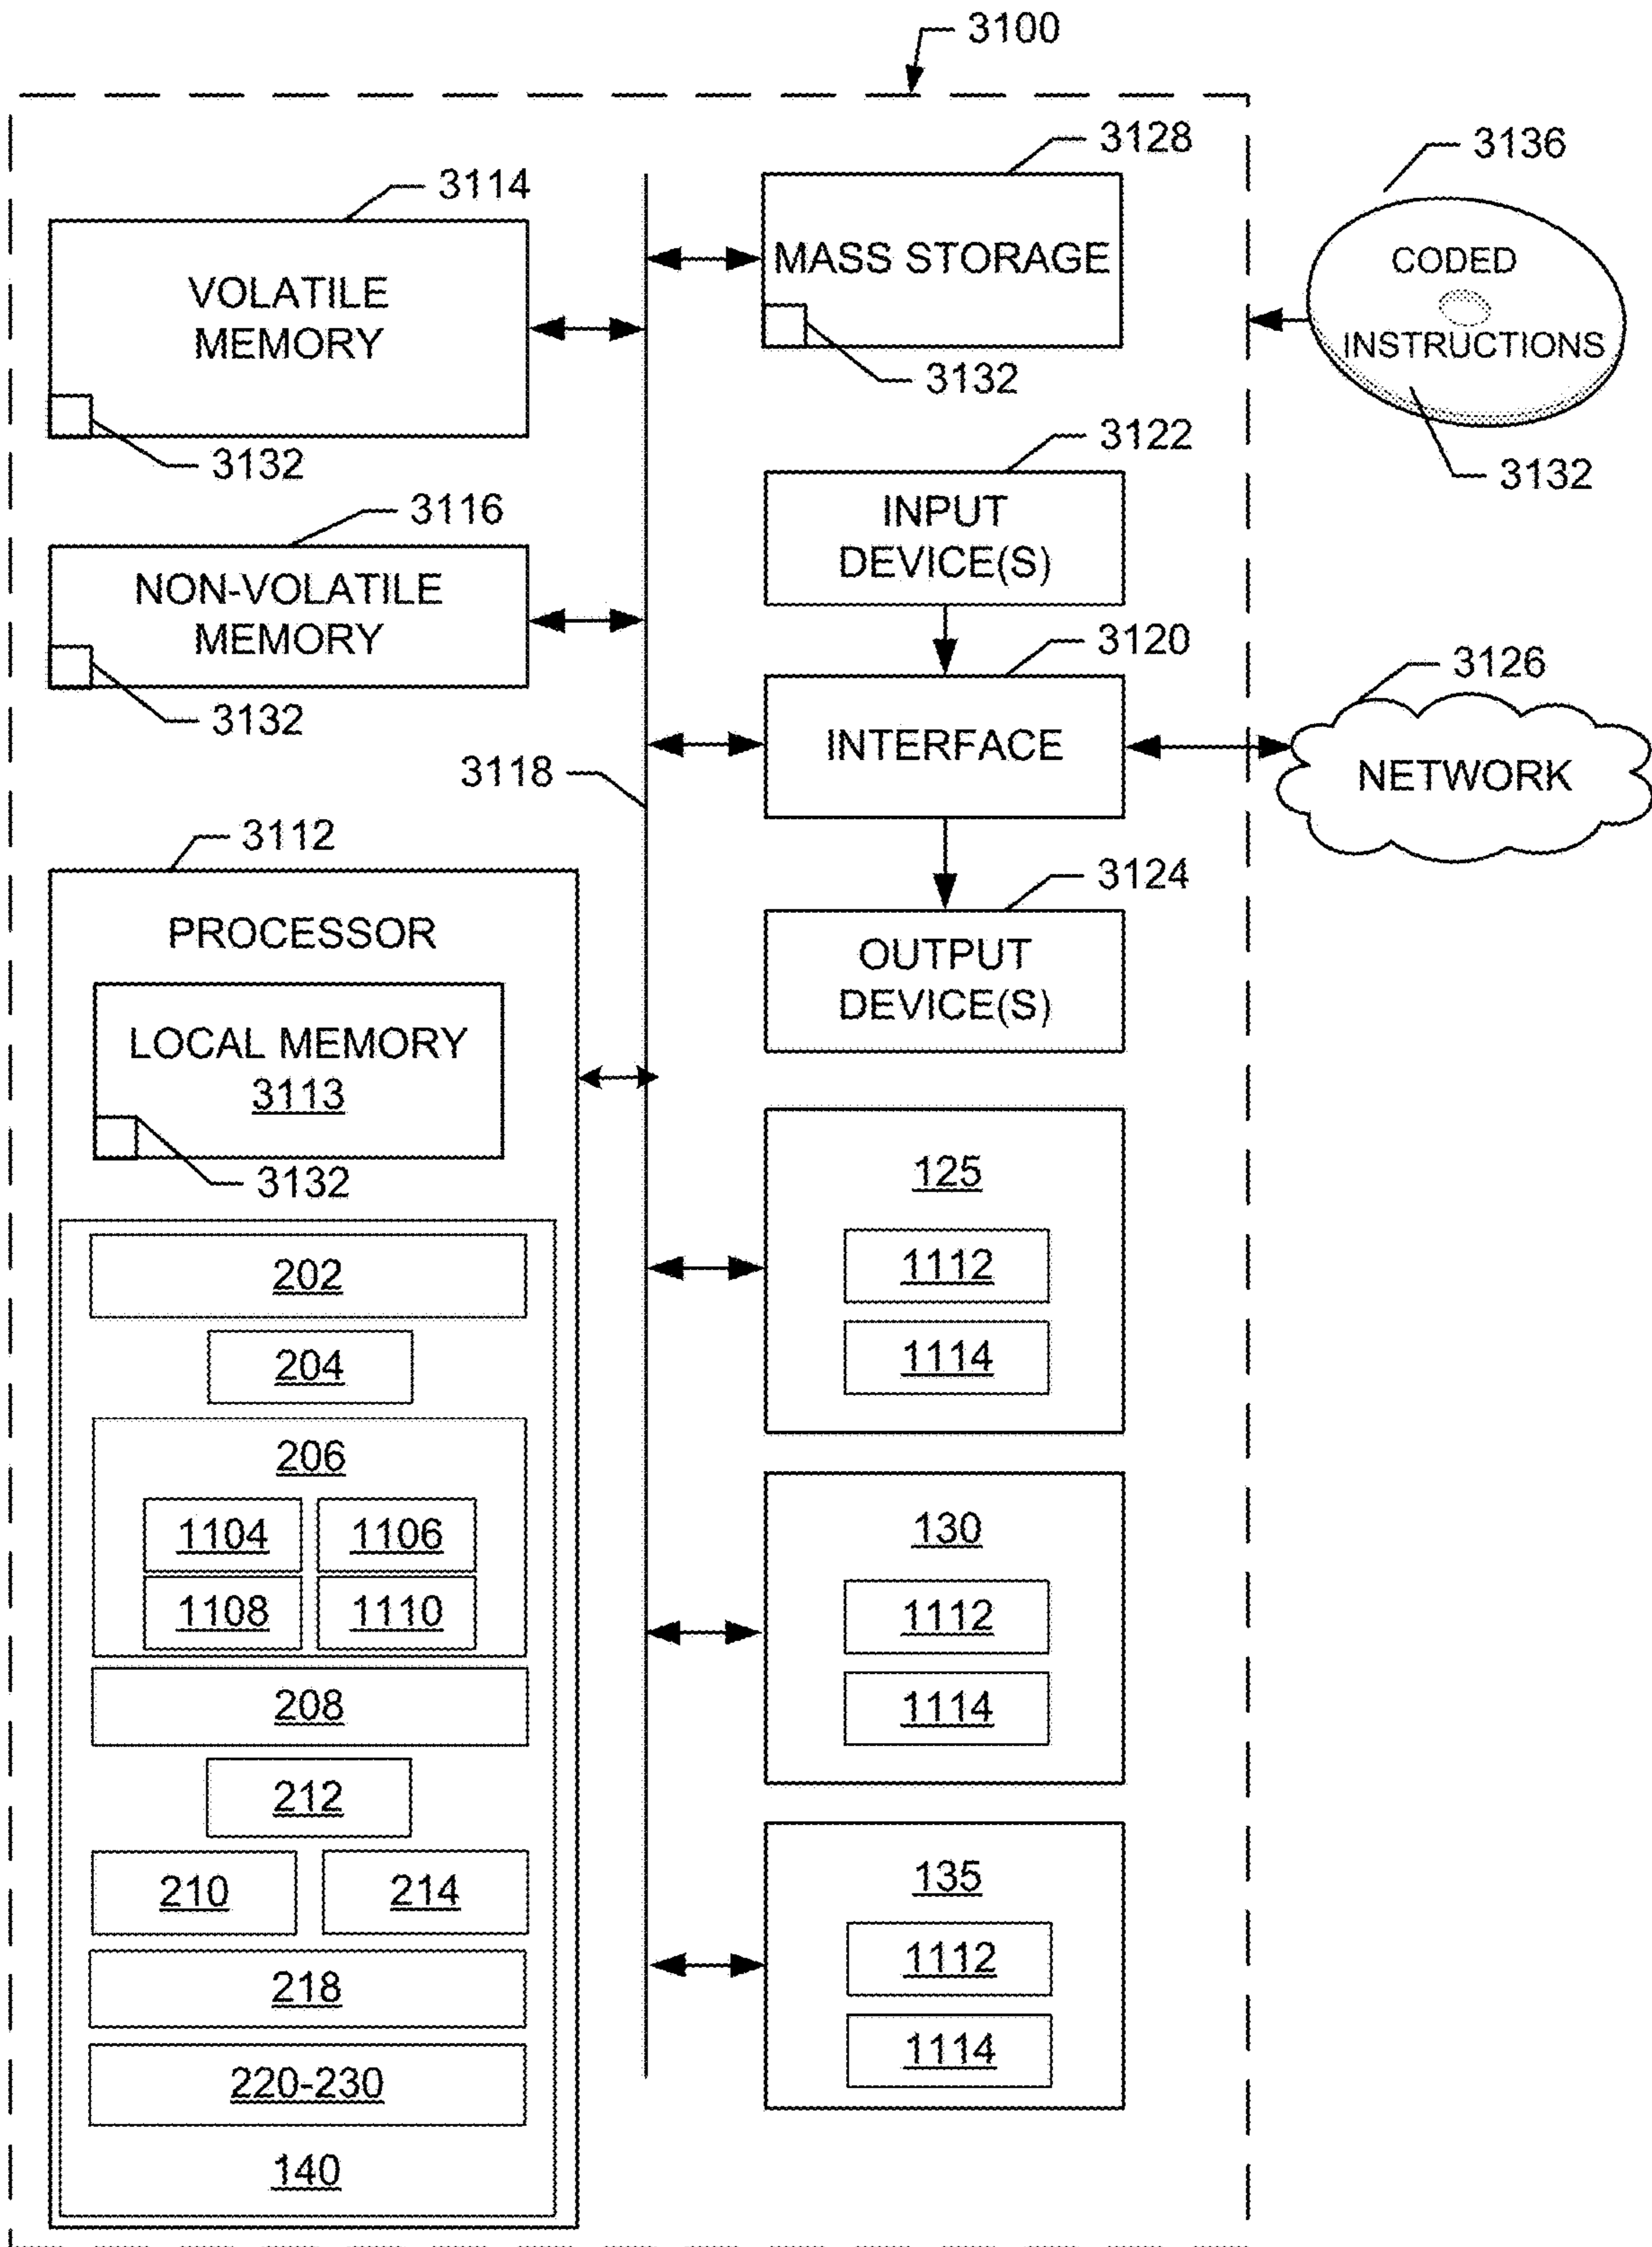 3100
3128
3136
3114
MASS STORAGE
CODED
INSTRUCTIONS
VOLATILE
MEMORY
3132
3132
3132
3122
INPUT
DEVICE(S)
3116
NON-VOLATILE
MEMORY
3132
3120
INTERFACE
3126
NETWORK
3118
3112
3124
OUTPUT
DEVICE(S)
PROCESSOR
LOCAL MEMORY
3113
3132
202
204
206
1104 1106
1108 1110
208
212
210 214
218
220-230
140
125
1112
1114
130
1112
1114
135
1112
1114